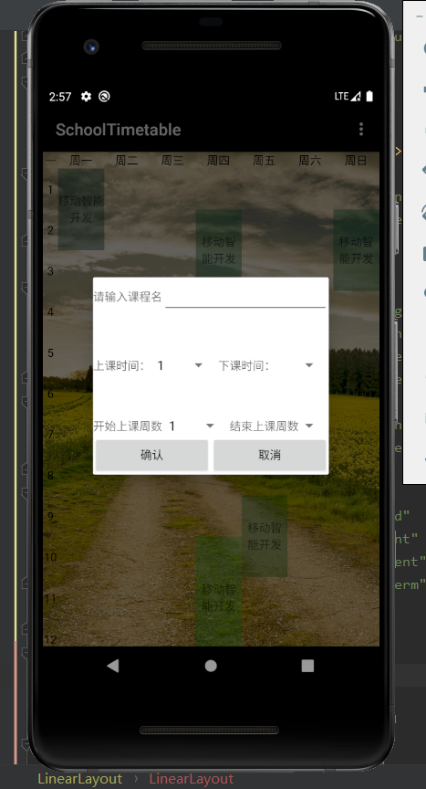 2:57
LTE
SchoolTimetable
一 周一 周二 周三 周四 周五 周六 周日
1
移动智能
开发
2
移动智
能开发
移动智
能开发
3
请输入课程名
4
5
上课时间： 1 下课时间：
6
开始上课周数 1 结束上课周数
7
确认 取消
8
9
移动智
能开发
10
移动智
能开发
11
12
d"
nt"
ent"
erm"
LinearLayout › LinearLayout